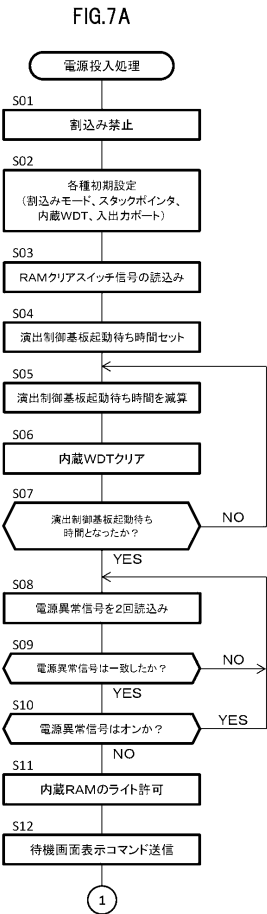 FIG.7A
電源投入処理
S01
割込み禁止
S02
各種初期設定
(割込みモード、スタックポインタ、
内蔵WDT、入出力ポート)
S03
RAMクリアスイッチ信号の読込み
S04
演出制御基板起動待ち時間セット
S05
演出制御基板起動待ち時間を減算
S06
内蔵WDTクリア
S07
演出制御基板起動待ち
時間となったか?
NO
YES
S08
電源異常信号を2回読込み
S09
電源異常信号は一致したか?
NO
YES
S10
電源異常信号はオンか?
YES
NO
S11
内蔵RAMのライト許可
S12
待機画面表示コマンド送信
1